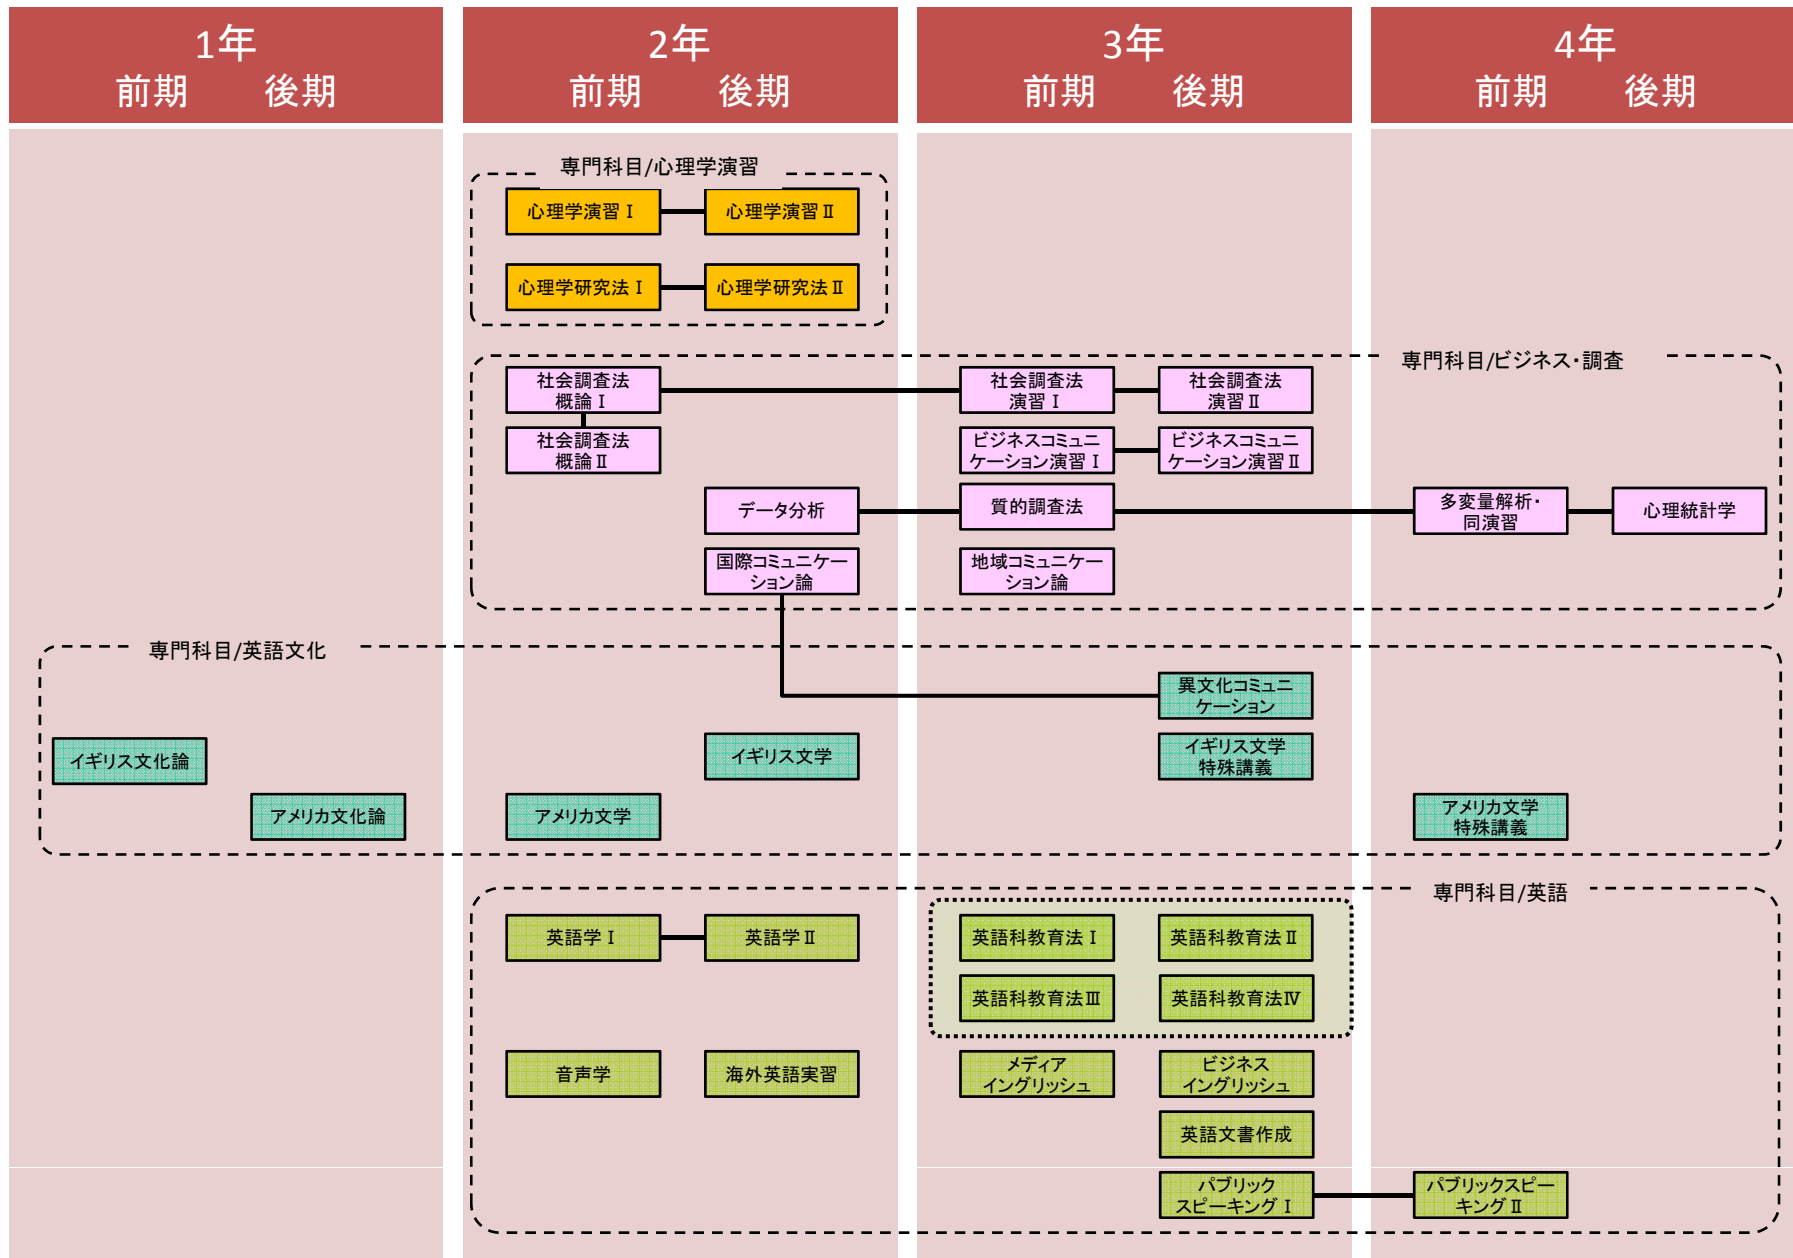 1年
前期 後期
2年
前期 後期
3年
前期 後期
4年
前期 後期
専門科目/心理学演習
心理学演習Ⅰ
心理学演習Ⅱ
心理学研究法Ⅰ
心理学研究法Ⅱ
専門科目/ビジネス・調査
社会調査法
概論Ⅰ
社会調査法
演習Ⅰ
社会調査法
演習Ⅱ
社会調査法
概論Ⅱ
ビジネスコミュニ
ケーション演習Ⅰ
ビジネスコミュニ
ケーション演習Ⅱ
データ分析
質的調査法
多変量解析・
同演習
心理統計学
国際コミュニケー
ション論
地域コミュニケー
ション論
専門科目/英語文化
異文化コミュニ
ケーション
イギリス文化論
イギリス文学
イギリス文学
特殊講義
アメリカ文化論
アメリカ文学
アメリカ文学
特殊講義
専門科目/英語
英語学Ⅰ
英語学Ⅱ
英語科教育法Ⅰ
英語科教育法Ⅱ
英語科教育法Ⅲ
英語科教育法Ⅳ
音声学
海外英語実習
メディア
イングリッシュ
ビジネス
イングリッシュ
英語文書作成
パブリック
スピーキングⅠ
パブリックスピー
キングⅡ